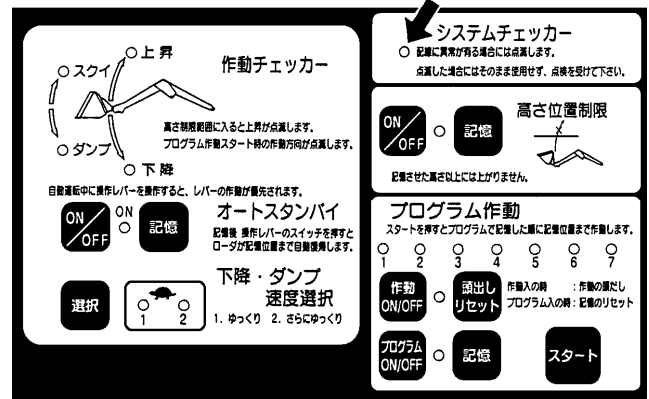 上昇
スクイ
ダンプ
下降
作動チェッカー
高さ制限範囲に入ると上昇が点滅します。
プログラム作動スタート時の作動方向が点滅します。
自動運転中に操作レバーを操作すると、レバーの作動が優先されます。
ON/OFF
ON
記憶
オートスタンバイ
記憶後 操作レバーのスイッチを押すと
ローダが記憶位置まで自動復帰します。
選択
1 2
下降・ダンプ
速度選択
1. ゆっくり 2. さらにゆっくり
システムチェッカー
配線に異常が有る場合には点滅します。
点滅した場合にはそのまま使用せず、点検を受けて下さい。
ON/OFF
記憶
高さ位置制限
記憶させた高さ以上には上がりません。
プログラム作動
スタートを押すとプログラムで記憶した順に記憶位置まで作動します。
1 2 3 4 5 6 7
作動
ON/OFF
頭出し
リセット
作動入の時 :作動の頭だし
プログラム入の時:記憶のリセット
プログラム
ON/OFF
記憶
スタート